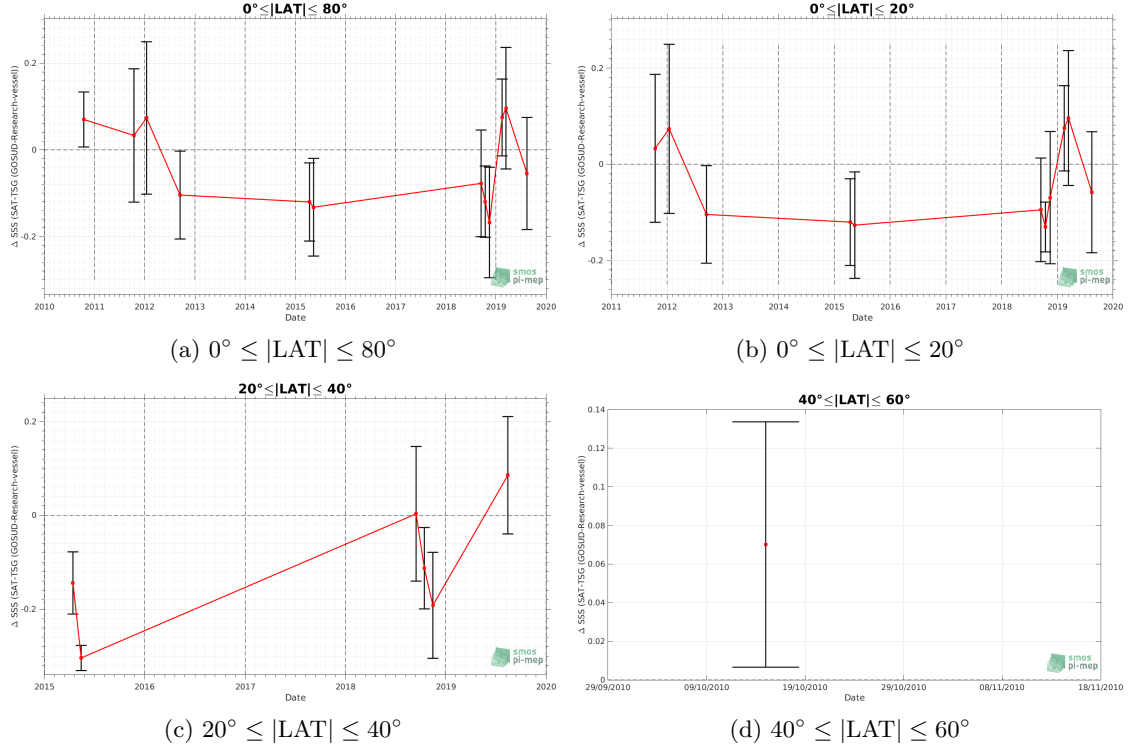 0°≤|LAT|≤ 80°
Δ SSS (SAT-TSG (GOSUD-Research-vessel))
0.2
0
-0.2
2010 2011 2012 2013 2015 2015 2016 2017 2018 2019 2020
Date
smos
pi-mep
(a) 0° ≤ |LAT| ≤ 80°
0°≤|LAT|≤ 20°
Δ SSS (SAT-TSG (GOSUD-Research-vessel))
0.2
0
-0.2
2011 2012 2013 2015 2015 2016 2017 2018 2019 2020
Date
smos
pi-mep
(b) 0° ≤ |LAT| ≤ 20°
20°≤|LAT|≤ 40°
Δ SSS (SAT-TSG (GOSUD-Research-vessel))
0.2
0
-0.2
2015 2016 2017 2018 2019 2020
Date
smos
pi-mep
(c) 20° ≤ |LAT| ≤ 40°
40°≤|LAT|≤ 60°
Δ SSS (SAT-TSG (GOSUD-Research-vessel))
0.14
0.12
0.1
0.08
0.06
0.04
0.02
0
29/09/2010 09/10/2010 19/10/2010 29/10/2010 08/11/2010 18/11/2010
Date
smos
pi-mep
(d) 40° ≤ |LAT| ≤ 60°